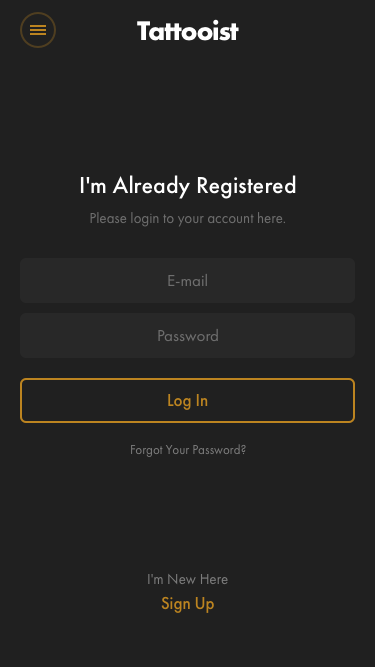 Tattooist
I'm Already Registered
Please login to your account here.
E-mail
Password
Log In
Forgot Your Password?
I'm New Here
Sign Up